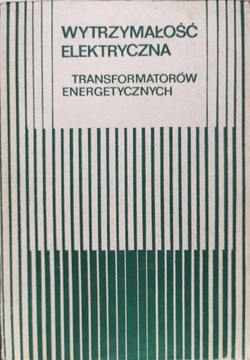 WYTRZYMAŁOŚĆ
ELEKTRYCZNA
TRANSFORMATORÓW
ENERGETYCZNYCH